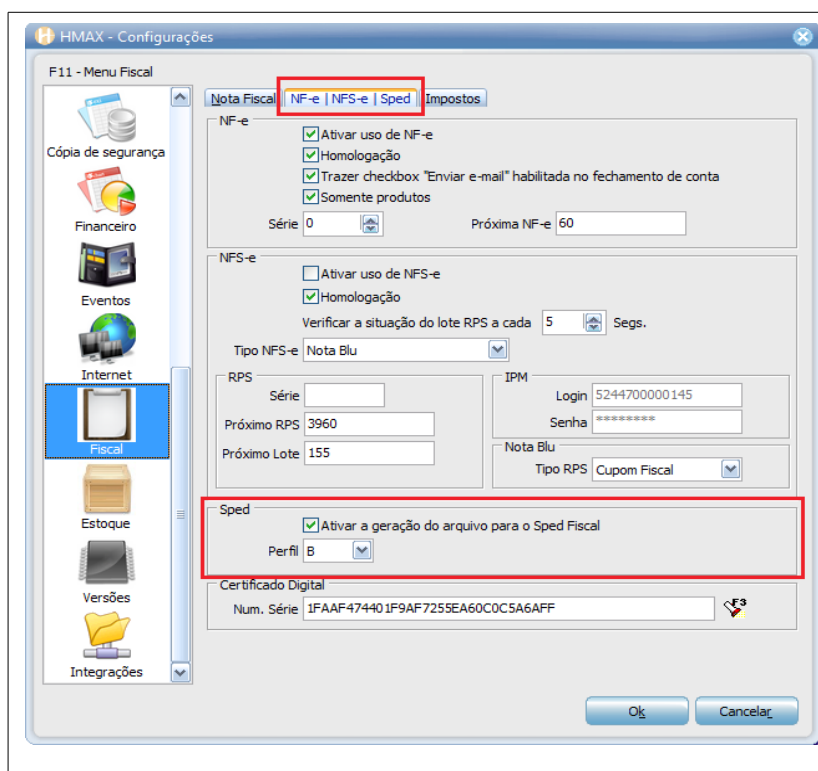 HMAX - Configurações
F11 - Menu Fiscal
Cópia de segurança
Financeiro
Eventos
Internet
Fiscal
Estoque
Versões
Integrações
Nota Fiscal
NF-e | NFS-e | Sped
Impostos
NF-e
Ativar uso de NF-e
Homologação
Trazer checkbox "Enviar e-mail" habilitada no fechamento de conta
Somente produtos
Série 0
Próxima NF-e 60
NFS-e
Ativar uso de NFS-e
Homologação
Verificar a situação do lote RPS a cada 5 Segs.
Tipo NFS-e Nota Blu
RPS
Série
Próximo RPS 3960
Próximo Lote 155
IPM
Login 5244700000145
Senha ********
Nota Blu
Tipo RPS Cupom Fiscal
Sped
Ativar a geração do arquivo para o Sped Fiscal
Perfil B
Certificado Digital
Num. Série 1FAAF474401F9AF7255EA60C0C5A6AFF
F3
Ok
Cancelar